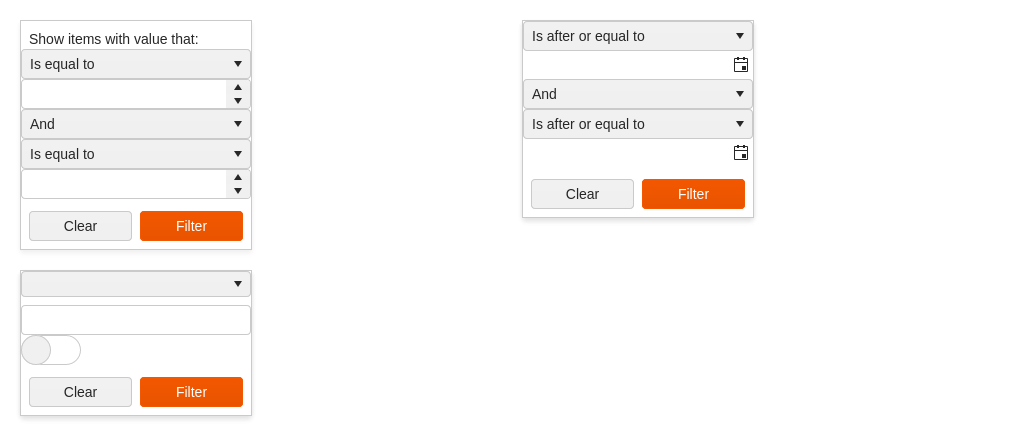 Show items with value that:
Is equal to
And
Is equal to
Clear Filter
Is after or equal to
And
Is after or equal to
Clear Filter
Clear Filter